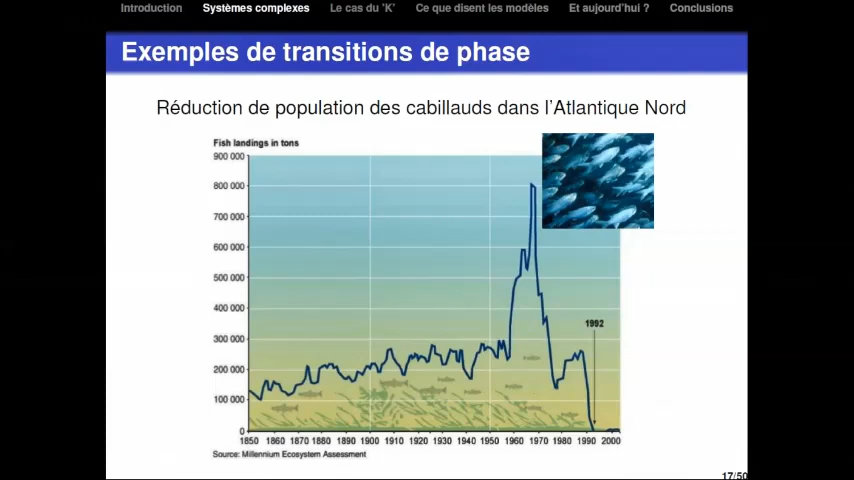 Introduction Systèmes complexes Le cas du 'K' Ce que disent les modèles Et aujourd'hui ? Conclusions
Exemples de transitions de phase
Réduction de population des cabillauds dans l'Atlantique Nord
Fish landings in tons
900 000
800 000
700 000
600 000
500 000
400 000
300 000
200 000
100 000
0
1992
1850 1860 1870 1880 1890 1900 1910 1920 1930 1940 1950 1960 1970 1980 1990 2000
Source: Millennium Ecosystem Assessment
17/50